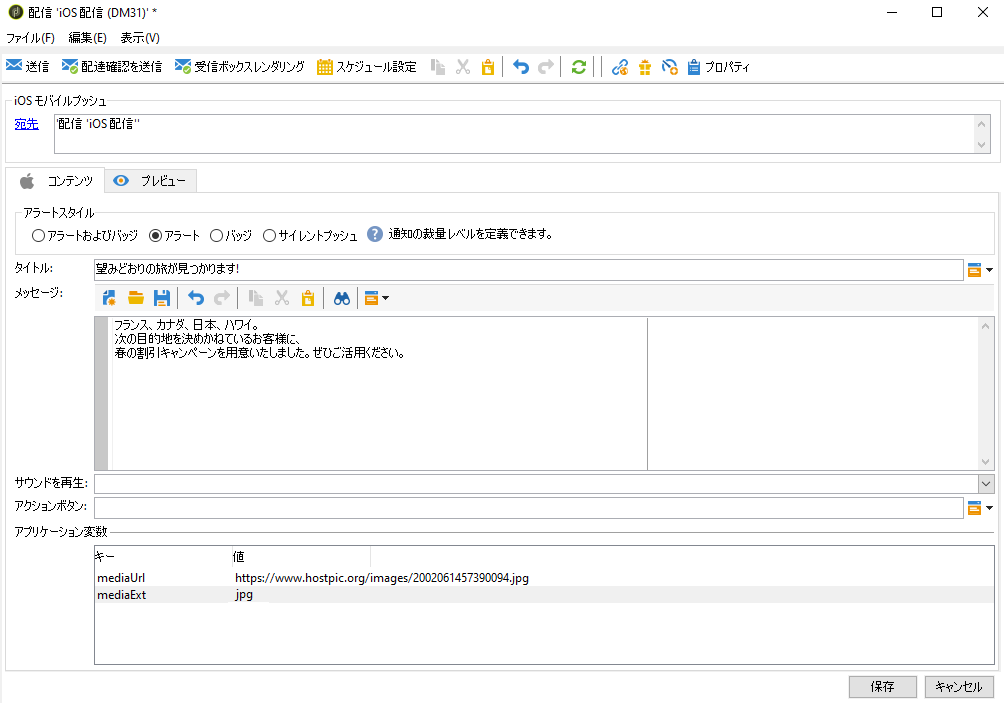 配信 'iOS 配信 (DM31)' *
ファイル(F) 編集(E) 表示(V)
送信 配達確認を送信 受信ボックスレンダリング スケジュール設定 プロパティ
iOS モバイルプッシュ
宛先 '配信 'iOS 配信''
コンテンツ プレビュー
アラートスタイル
アラートおよびバッジ アラート バッジ サイレントプッシュ ? 通知の裁量レベルを定義できます。
タイトル: 望みどおりの旅が見つかります!
メッセージ:
フランス、カナダ、日本、ハワイ。
次の目的地を決めかねているお客様に、
春の割引キャンペーンを用意いたしました。ぜひご活用ください。
サウンドを再生:
アクションボタン:
アプリケーション変数
キー 値
mediaUrl https://www.hostpic.org/images/2002061457390094.jpg
mediaExt jpg
保存 キャンセル